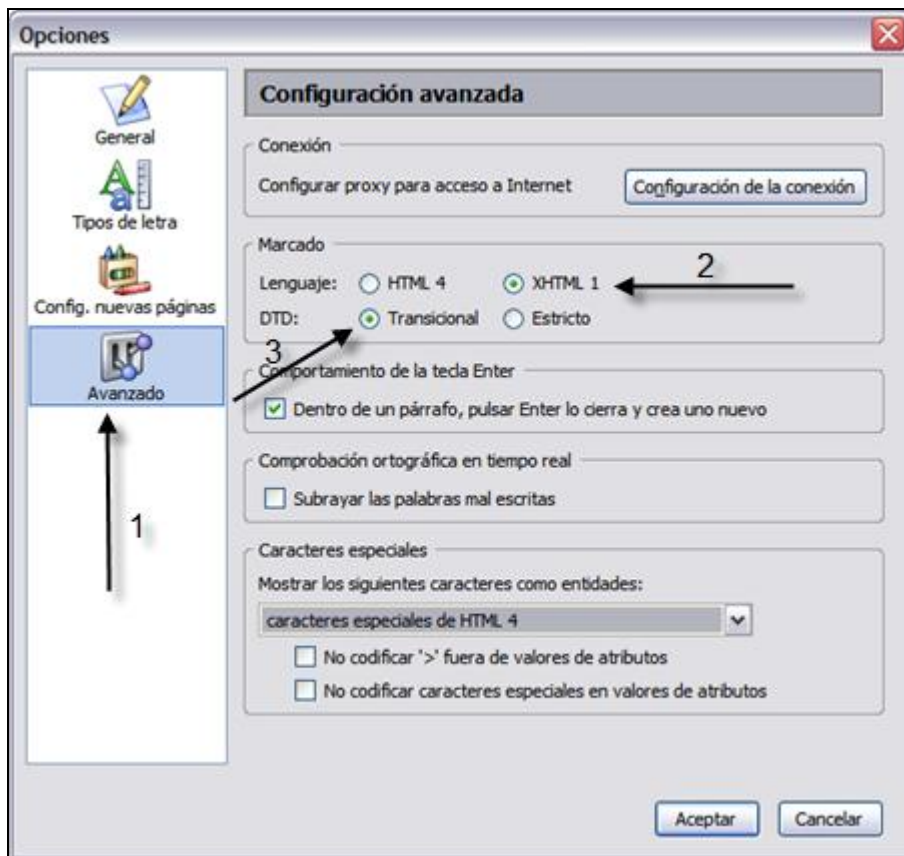 Opciones
General
Tipos de letra
Config. nuevas páginas
Avanzado
1
Configuración avanzada
Conexión
Configurar proxy para acceso a Internet
Configuración de la conexión
Marcado
Lenguaje: HTML 4 XHTML 1
2
DTD: Transicional Estricto
3
Comportamiento de la tecla Enter
Dentro de un párrafo, pulsar Enter lo cierra y crea uno nuevo
Comprobación ortográfica en tiempo real
Subrayar las palabras mal escritas
Caracteres especiales
Mostrar los siguientes caracteres como entidades:
caracteres especiales de HTML 4
No codificar '>' fuera de valores de atributos
No codificar caracteres especiales en valores de atributos
Aceptar Cancelar